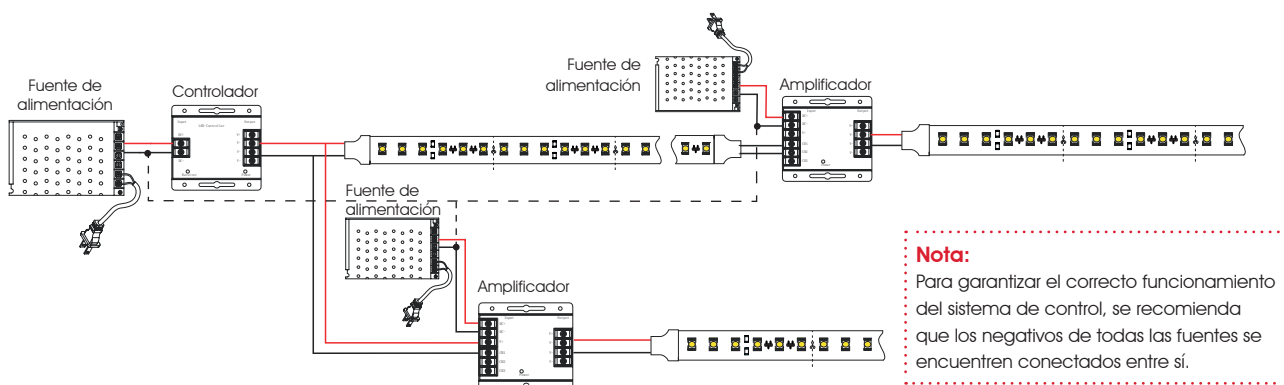 Fuente de
alimentación
Controlador
Fuente de
alimentación
Amplificador
Fuente de
alimentación
Amplificador
Nota:
Para garantizar el correcto funcionamiento
del sistema de control, se recomienda
que los negativos de todas las fuentes se
encuentren conectados entre sí.